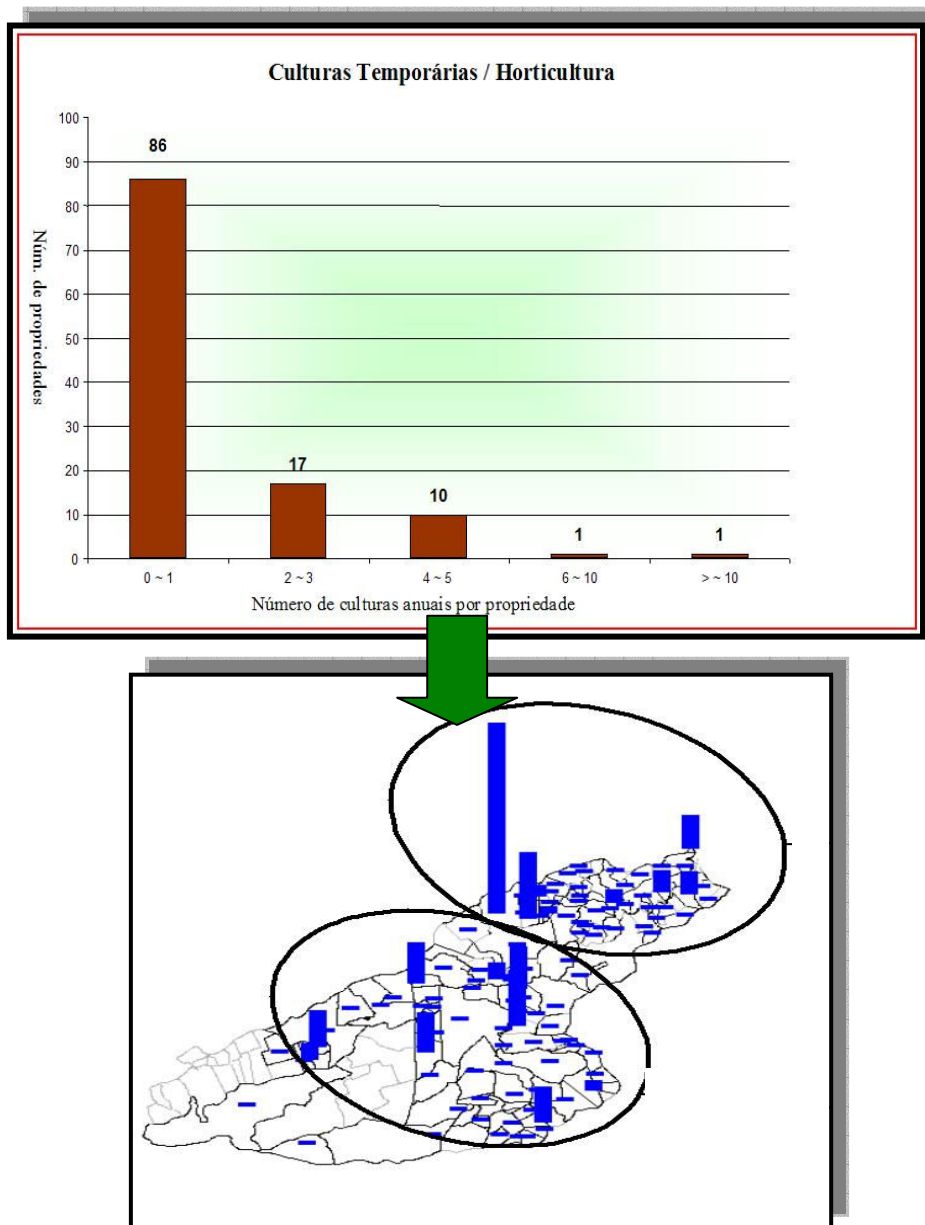 Culturas Temporárias / Horticultura
Núm. de propriedades
100
90
80
70
60
50
40
30
20
10
0
86
17
10
1
1
0 ~ 1
2 ~ 3
4 ~ 5
6 ~ 10
> ~ 10
Número de culturas anuais por propriedade